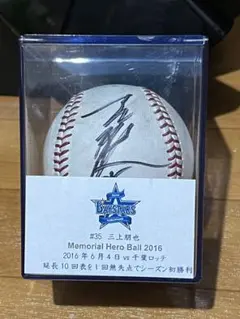 BAYSTARS
#35 三上朋也
Memorial Hero Ball 2016
2016年6月4日 vs 千葉ロッテ
延長10回表を1回無失点でシーズン初勝利